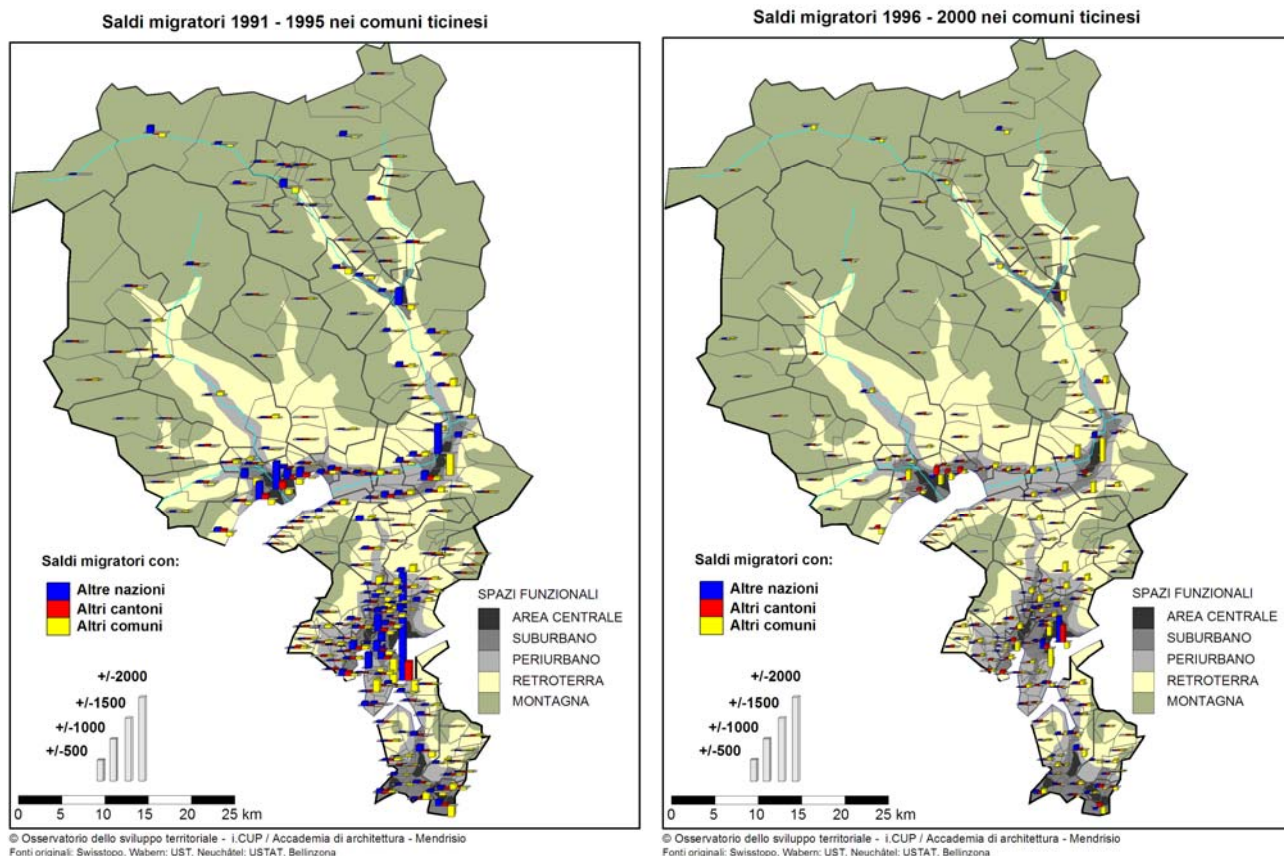 Saldi migratori 1991 - 1995 nei comuni ticinesi
Saldi migratori con:
Altre nazioni
Altri cantoni
Altri comuni
+/-2000
+/-1500
+/-1000
+/-500
SPAZI FUNZIONALI
AREA CENTRALE
SUBURBANO
PERIURBANO
RETROTERRA
MONTAGNA
0 5 10 15 20 25 km
© Osservatorio dello sviluppo territoriale - i.CUP / Accademia di architettura - Mendrisio
Fonti originali: Swisstopo, Wabern; UST, Neuchâtel; USTAT, Bellinzona
Saldi migratori 1996 - 2000 nei comuni ticinesi
Saldi migratori con:
Altre nazioni
Altri cantoni
Altri comuni
+/-2000
+/-1500
+/-1000
+/-500
SPAZI FUNZIONALI
AREA CENTRALE
SUBURBANO
PERIURBANO
RETROTERRA
MONTAGNA
0 5 10 15 20 25 km
© Osservatorio dello sviluppo territoriale - i.CUP / Accademia di architettura - Mendrisio
Fonti originali: Swisstopo, Wabern; UST, Neuchâtel; USTAT, Bellinzona